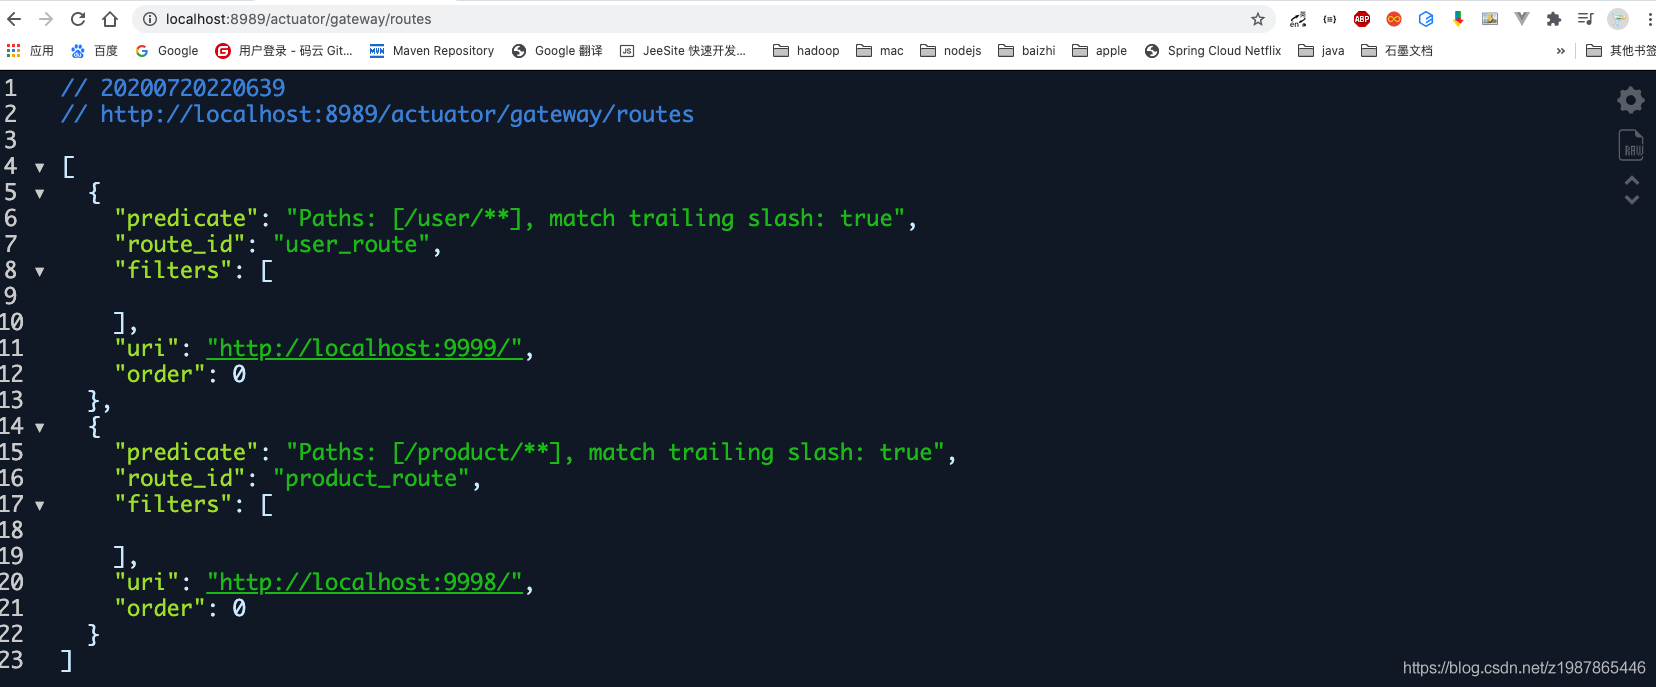 localhost:8989/actuator/gateway/routes
应用 百度 Google 用户登录 - 码云 Git... Maven Repository Google 翻译 JeeSite 快速开发... hadoop mac nodejs baizhi apple Spring Cloud Netflix java 石墨文档 » 其他书签
1 // 20200720220639
2 // http://localhost:8989/actuator/gateway/routes
3
4 [
5 {
6 "predicate": "Paths: [/user/**], match trailing slash: true",
7 "route_id": "user_route",
8 "filters": [
9
10 ],
11 "uri": "http://localhost:9999/",
12 "order": 0
13 },
14 {
15 "predicate": "Paths: [/product/**], match trailing slash: true",
16 "route_id": "product_route",
17 "filters": [
18
19 ],
20 "uri": "http://localhost:9998/",
21 "order": 0
22 }
23 ]
RAW
https://blog.csdn.net/z1987865446